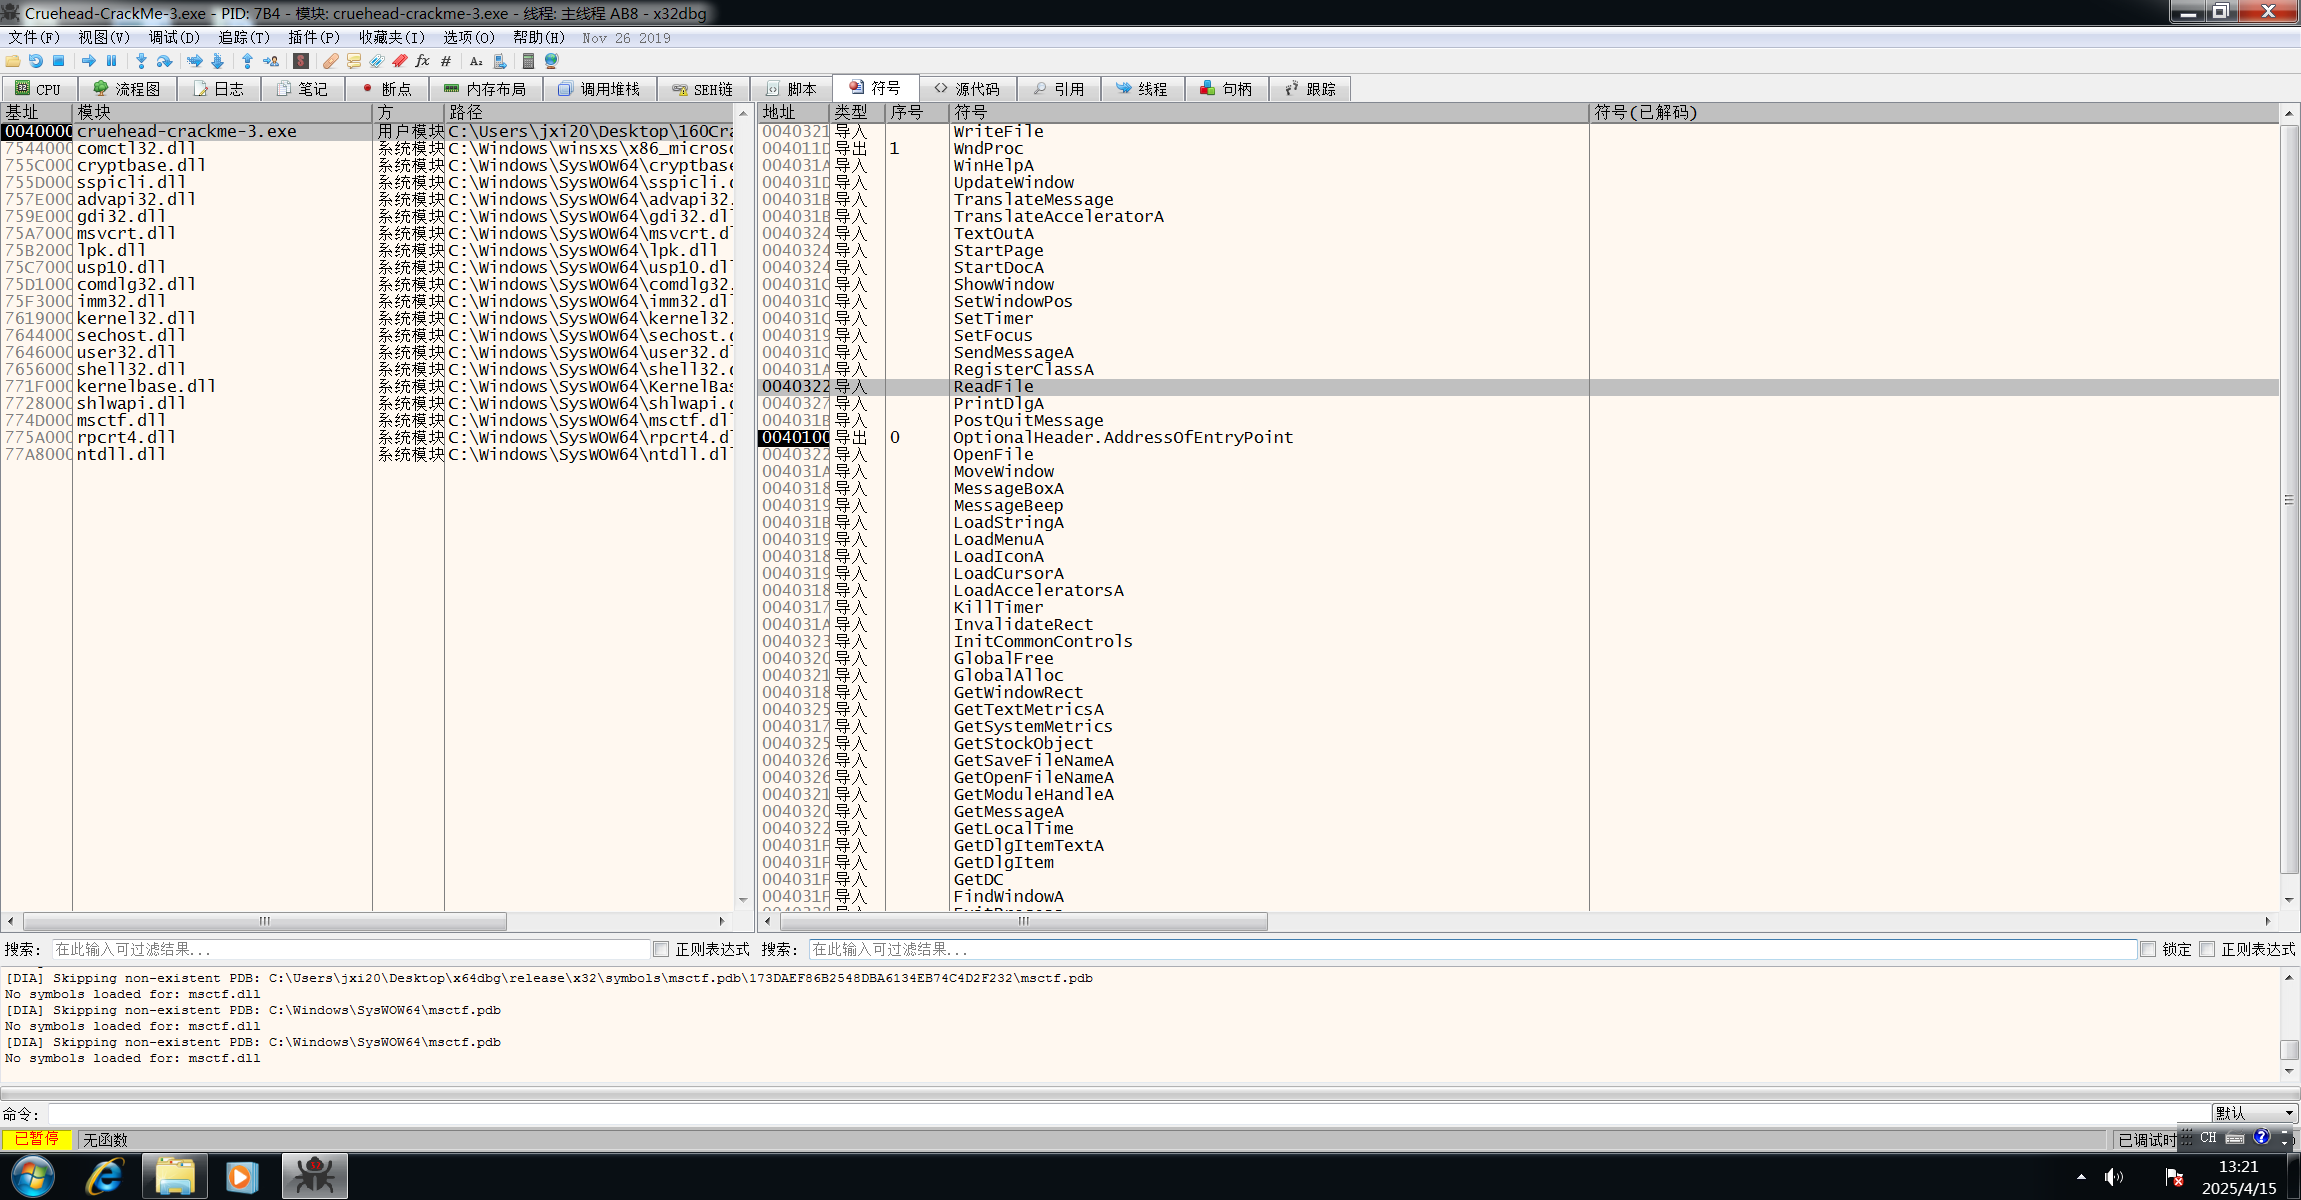 Cruehead-CrackMe-3.exe - PID: 7B4 - 模块: cruehead-crackme-3.exe - 线程: 主线程 AB8 - x32dbg
文件(F) 视图(V) 调试(D) 追踪(T) 插件(P) 收藏夹(I) 选项(O) 帮助(H) Nov 26 2019
CPU 流程图 日志 笔记 断点 内存布局 调用堆栈 SEH链 脚本 符号 源代码 引用 线程 句柄 跟踪
基址 模块 方 路径
0040000 cruehead-crackme-3.exe 用户模块 C:\Users\jxi20\Desktop\160Cra
7544000 comctl32.dll 系统模块 C:\Windows\winsxs\x86_microsc
755C000 cryptbase.dll 系统模块 C:\Windows\SysWOW64\cryptbase
755D000 sspicli.dll 系统模块 C:\Windows\SysWOW64\sspicli.d
757E000 advapi32.dll 系统模块 C:\Windows\SysWOW64\advapi32.
759E000 gdi32.dll 系统模块 C:\Windows\SysWOW64\gdi32.dll
75A7000 msvcrt.dll 系统模块 C:\Windows\SysWOW64\msvcrt.dl
75B2000 lpk.dll 系统模块 C:\Windows\SysWOW64\lpk.dll
75C7000 usp10.dll 系统模块 C:\Windows\SysWOW64\usp10.dll
75D1000 comdlg32.dll 系统模块 C:\Windows\SysWOW64\comdlg32.
75F3000 imm32.dll 系统模块 C:\Windows\SysWOW64\imm32.dll
7619000 kernel32.dll 系统模块 C:\Windows\SysWOW64\kernel32.
7644000 sechost.dll 系统模块 C:\Windows\SysWOW64\sechost.d
7646000 user32.dll 系统模块 C:\Windows\SysWOW64\user32.dl
7656000 shell32.dll 系统模块 C:\Windows\SysWOW64\shell32.d
771F000 kernelbase.dll 系统模块 C:\Windows\SysWOW64\KernelBas
7728000 shlwapi.dll 系统模块 C:\Windows\SysWOW64\shlwapi.d
774D000 msctf.dll 系统模块 C:\Windows\SysWOW64\msctf.dll
775A000 rpcrt4.dll 系统模块 C:\Windows\SysWOW64\rpcrt4.dl
77A8000 ntdll.dll 系统模块 C:\Windows\SysWOW64\ntdll.dll
地址 类型 序号 符号 符号(已解码)
0040321 导入 WriteFile
004011D 导出 1 WndProc
004031A 导入 WinHelpA
004031D 导入 UpdateWindow
004031B 导入 TranslateMessage
004031B 导入 TranslateAcceleratorA
0040324 导入 TextOutA
0040324 导入 StartPage
0040324 导入 StartDocA
004031C 导入 ShowWindow
004031C 导入 SetWindowPos
004031C 导入 SetTimer
0040319 导入 SetFocus
004031C 导入 SendMessageA
004031A 导入 RegisterClassA
0040322 导入 ReadFile
0040327 导入 PrintDlgA
004031B 导入 PostQuitMessage
0040100 导出 0 OptionalHeader.AddressOfEntryPoint
0040322 导入 OpenFile
004031A 导入 MoveWindow
0040318 导入 MessageBoxA
0040319 导入 MessageBeep
004031B 导入 LoadStringA
0040319 导入 LoadMenuA
0040318 导入 LoadIconA
0040319 导入 LoadCursorA
0040318 导入 LoadAcceleratorsA
0040317 导入 KillTimer
004031A 导入 InvalidateRect
0040323 导入 InitCommonControls
0040320 导入 GlobalFree
0040321 导入 GlobalAlloc
0040318 导入 GetWindowRect
0040325 导入 GetTextMetricsA
0040317 导入 GetSystemMetrics
0040325 导入 GetStockObject
0040326 导入 GetSaveFileNameA
0040326 导入 GetOpenFileNameA
0040321 导入 GetModuleHandleA
0040320 导入 GetMessageA
0040322 导入 GetLocalTime
004031F 导入 GetDlgItemTextA
004031F 导入 GetDlgItem
004031F 导入 GetDC
004031F 导入 FindWindowA
搜索: 在此输入可过滤结果... 正则表达式 搜索: 在此输入可过滤结果... 锁定 正则表达式
[DIA] Skipping non-existent PDB: C:\Users\jxi20\Desktop\x64dbg\release\x32\symbols\msctf.pdb\173DAEF86B2548DBA6134EB74C4D2F232\msctf.pdb
No symbols loaded for: msctf.dll
[DIA] Skipping non-existent PDB: C:\Windows\SysWOW64\msctf.pdb
No symbols loaded for: msctf.dll
[DIA] Skipping non-existent PDB: C:\Windows\SysWOW64\msctf.pdb
No symbols loaded for: msctf.dll
命令: 默认
已暂停 无函数 已调试时 CH
13:21
2025/4/15